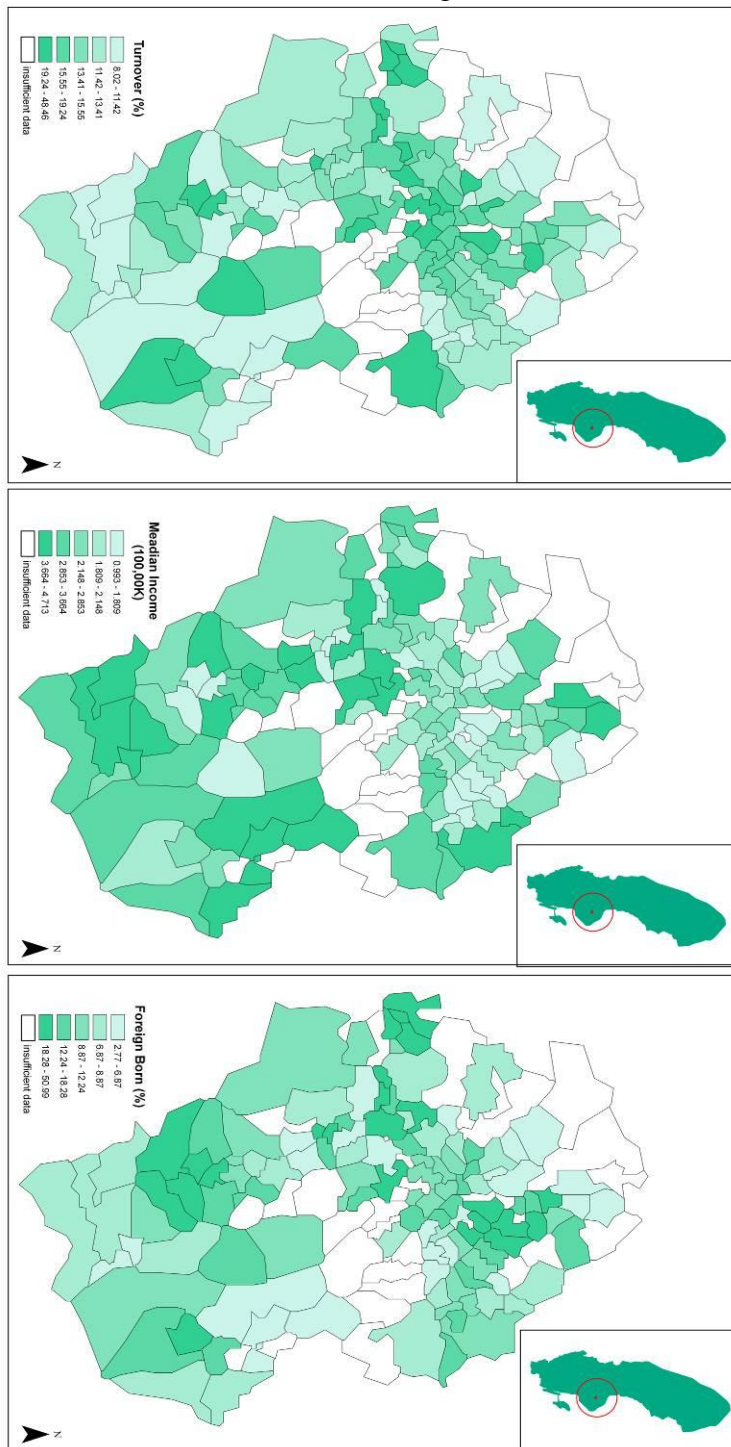 Turnover (%)
8.02 - 11.42
11.42 - 13.41
13.41 - 15.55
15.55 - 19.24
19.24 - 48.46
insufficient data
N
Meadian Income
(100,00K)
0.993 - 1.809
1.809 - 2.148
2.148 - 2.853
2.853 - 3.664
3.664 - 4.713
insufficient data
N
Foreign Born (%)
2.77 - 6.87
6.87 - 8.87
8.87 - 12.24
12.24 - 18.28
18.28 - 50.99
insufficient data
N